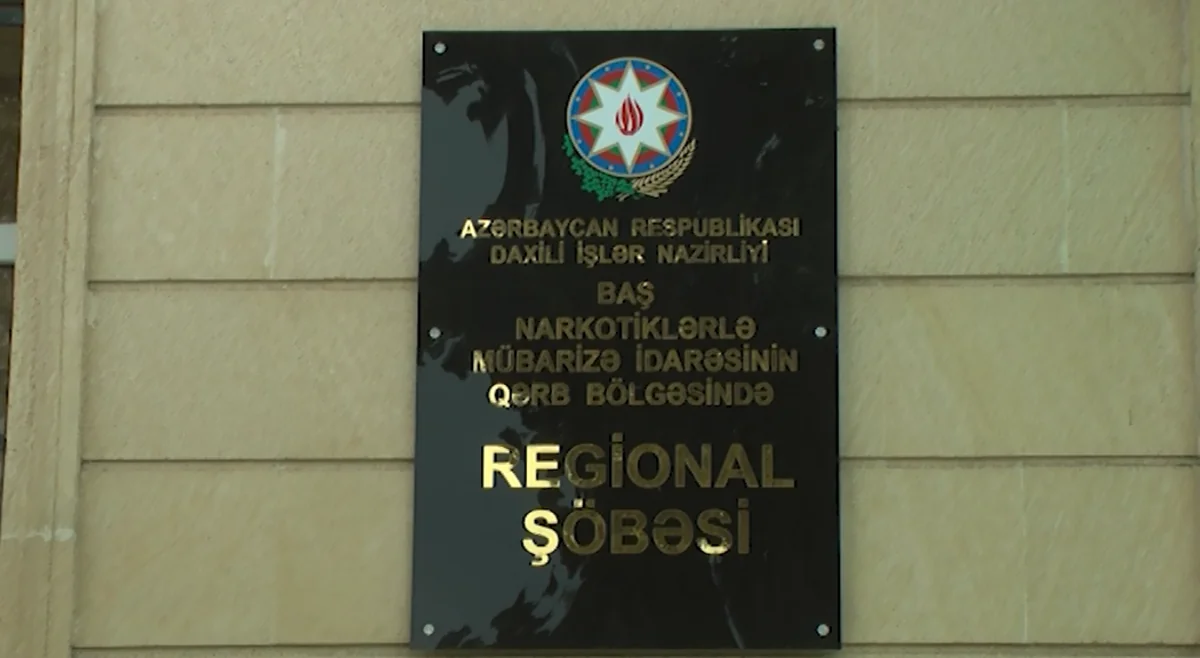 AZƏRBAYCAN RESPUBLİKASI
DAXİLİ İŞLƏR NAZİRLİYİ
BAŞ
NARKOTİKLƏRLƏ
MÜBARİZƏ İDARƏSİNİN
QƏRB BÖLGƏSİNDƏ
REGİONAL
ŞÖBƏSİ